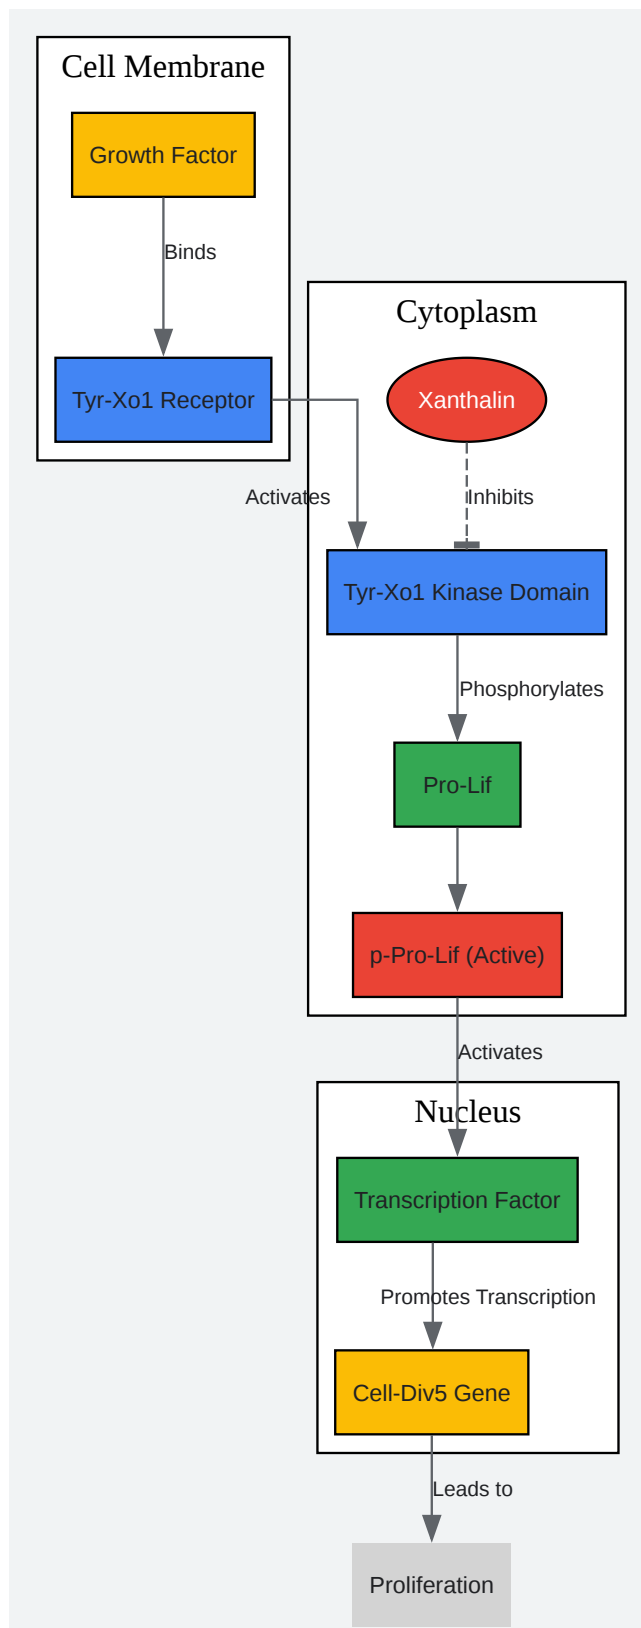 Cell Membrane
Growth Factor
Binds
Tyr-Xo1 Receptor
Cytoplasm
Xanthalin
Activates
Inhibits
Tyr-Xo1 Kinase Domain
Phosphorylates
Pro-Lif
p-Pro-Lif (Active)
Activates
Nucleus
Transcription Factor
Promotes Transcription
Cell-Div5 Gene
Leads to
Proliferation